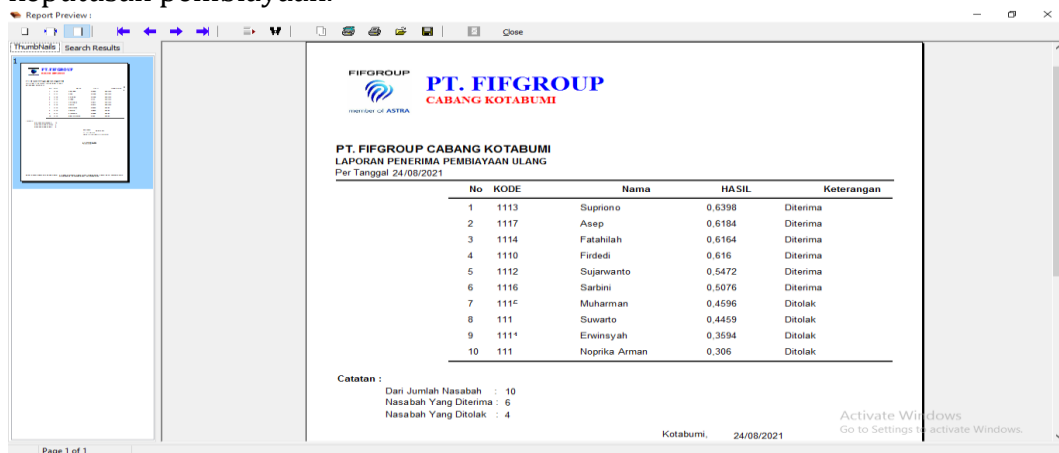 keputusan pembiayaan.
Report Preview :
Close
ThumbNails Search Results
1
FIFGROUP
member of ASTRA
PT. FIFGROUP
CABANG KOTABUMI
PT. FIFGROUP CABANG KOTABUMI
LAPORAN PENERIMA PEMBIAYAAN ULANG
Per Tanggal 24/08/2021
No KODE Nama HASIL Keterangan
1 1113 Supriono 0,6398 Diterima
2 1117 Asep 0,6184 Diterima
3 1114 Fatahilah 0,6164 Diterima
4 1110 Firdedi 0,616 Diterima
5 1112 Sujarwanto 0,5472 Diterima
6 1116 Sarbini 0,5076 Diterima
7 Muharman 0,4596 Ditolak
8 111 Suwarto 0,4459 Ditolak
9 Erwinsyah 0,3594 Ditolak
10 111 Noprika Arman 0,306 Ditolak
Catatan :
Dari Jumlah Nasabah : 10
Nasabah Yang Diterima : 6
Nasabah Yang Ditolak : 4
Kotabumi, 24/08/2021
Activate Windows
Go to Settings to activate Windows.
Page 1 of 1